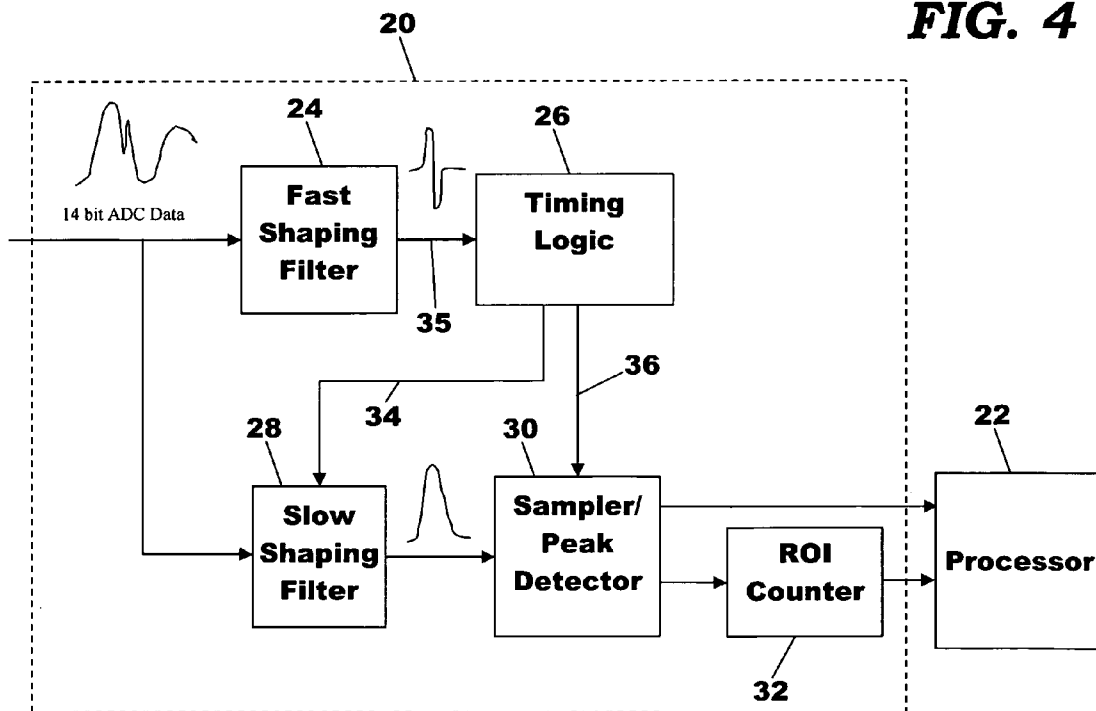 FIG. 4
20
24
26
Fast
Shaping
Filter
Timing
Logic
14 bit ADC Data
35
36
34
28
30
22
Slow
Shaping
Filter
Sampler/
Peak
Detector
ROI
Counter
Processor
32